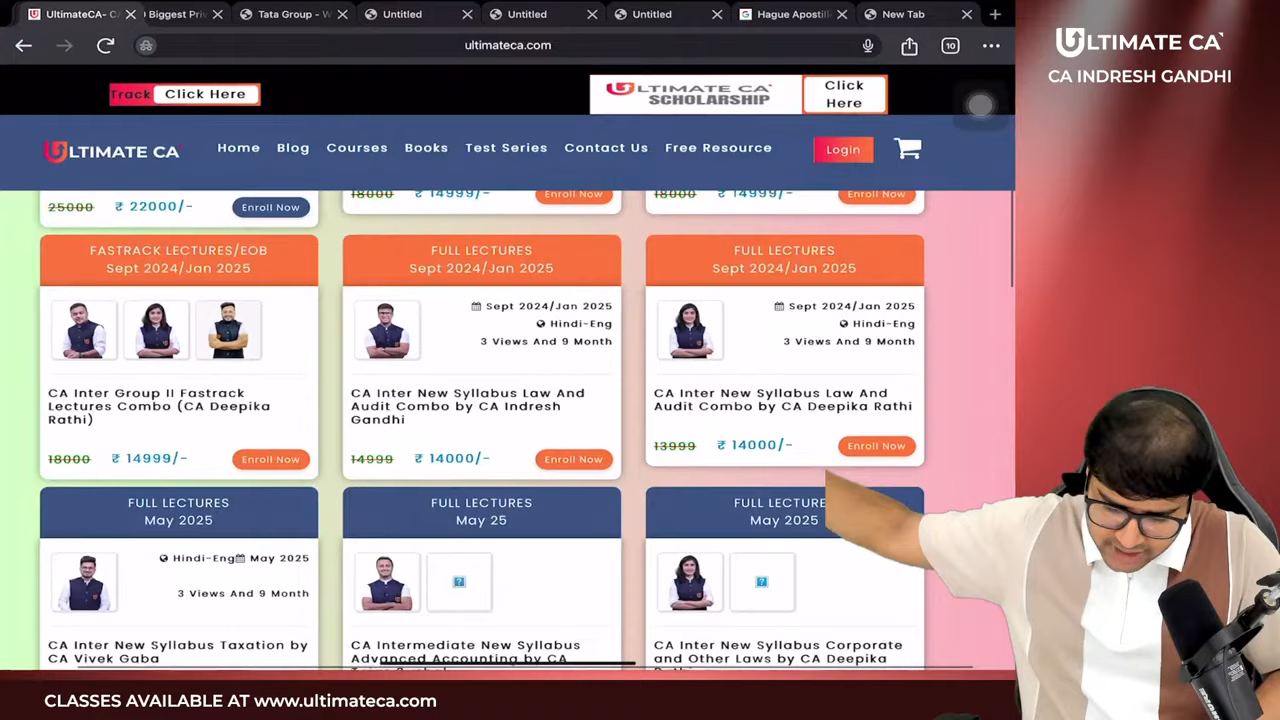 UltimateCA- C
Biggest Priv
Tata Group - W
Untitled
Untitled
Untitled
Hague Apostill
New Tab
ultimateca.com
10
ULTIMATE CA
CA INDRESH GANDHI
Track
Click Here
ULTIMATE CA
SCHOLARSHIP
Click
Here
ULTIMATE CA
Home
Blog
Courses
Books
Test Series
Contact Us
Free Resource
Login
25000
₹ 22000/-
Enroll Now
18000
₹ 14999/-
Enroll Now
18000
₹ 14999/-
Enroll Now
FASTRACK LECTURES/EOB
Sept 2024/Jan 2025
CA Inter Group II Fastrack
Lectures Combo (CA Deepika
Rathi)
18000
₹ 14999/-
Enroll Now
FULL LECTURES
Sept 2024/Jan 2025
Sept 2024/Jan 2025
Hindi-Eng
3 Views And 9 Month
CA Inter New Syllabus Law And
Audit Combo by CA Indresh
Gandhi
14999
₹ 14000/-
Enroll Now
FULL LECTURES
Sept 2024/Jan 2025
Sept 2024/Jan 2025
Hindi-Eng
3 Views And 9 Month
CA Inter New Syllabus Law And
Audit Combo by CA Deepika Rathi
13999
₹ 14000/-
Enroll Now
FULL LECTURES
May 2025
Hindi-Eng May 2025
3 Views And 9 Month
CA Inter New Syllabus Taxation by
CA Vivek Gaba
FULL LECTURES
May 25
CA Intermediate New Syllabus
Advanced Accounting by CA
FULL LECTURE
May 2025
CA Inter New Syllabus Corporate
and Other Laws by CA Deepika
CLASSES AVAILABLE AT www.ultimateca.com